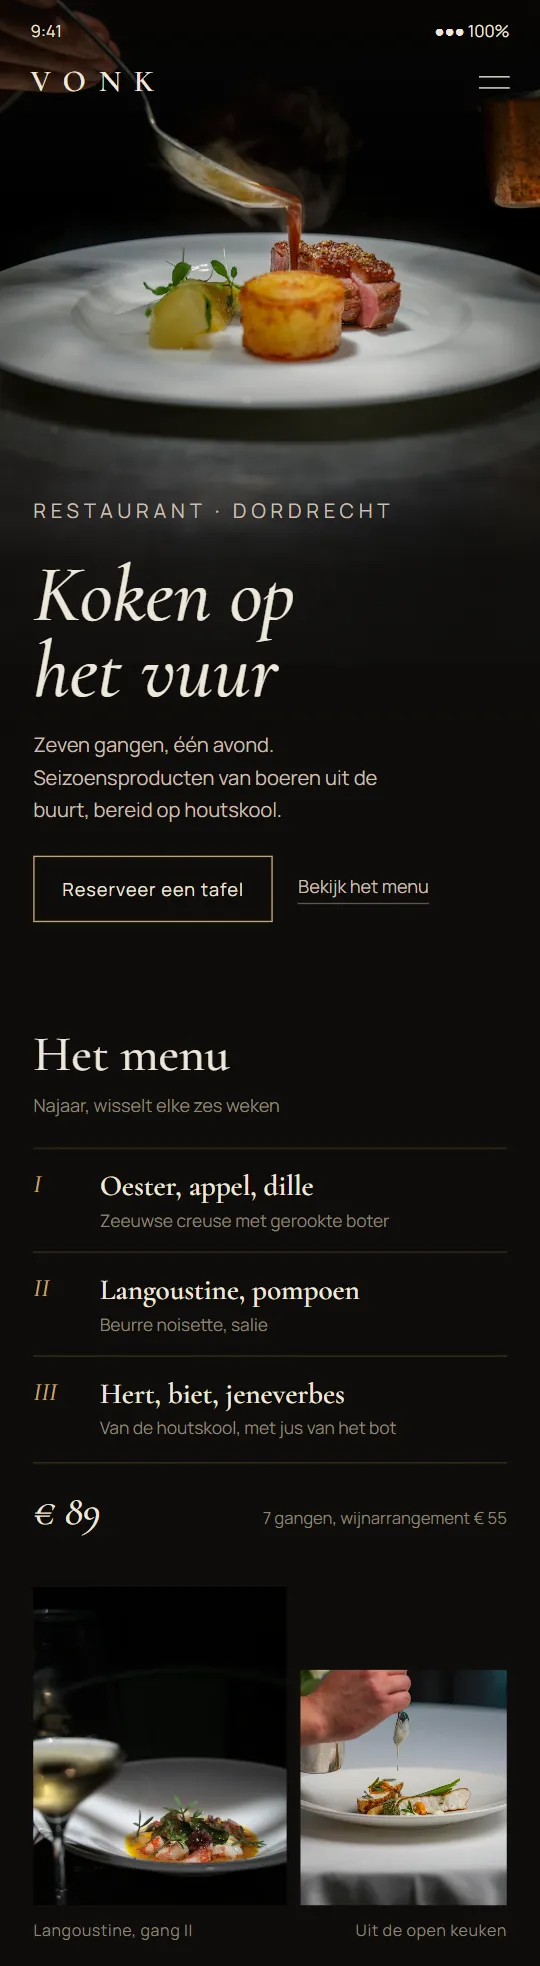 9:41
●●● 100%
VONK
RESTAURANT · DORDRECHT
Koken op
het vuur
Zeven gangen, één avond.
Seizoensproducten van boeren uit de
buurt, bereid op houtskool.
Reserveer een tafel
Bekijk het menu
Het menu
Najaar, wisselt elke zes weken
I
Oester, appel, dille
Zeeuwse creuse met gerookte boter
II
Langoustine, pompoen
Beurre noisette, salie
III
Hert, biet, jeneverbes
Van de houtskool, met jus van het bot
€ 89
7 gangen, wijnarrangement € 55
Langoustine, gang II
Uit de open keuken